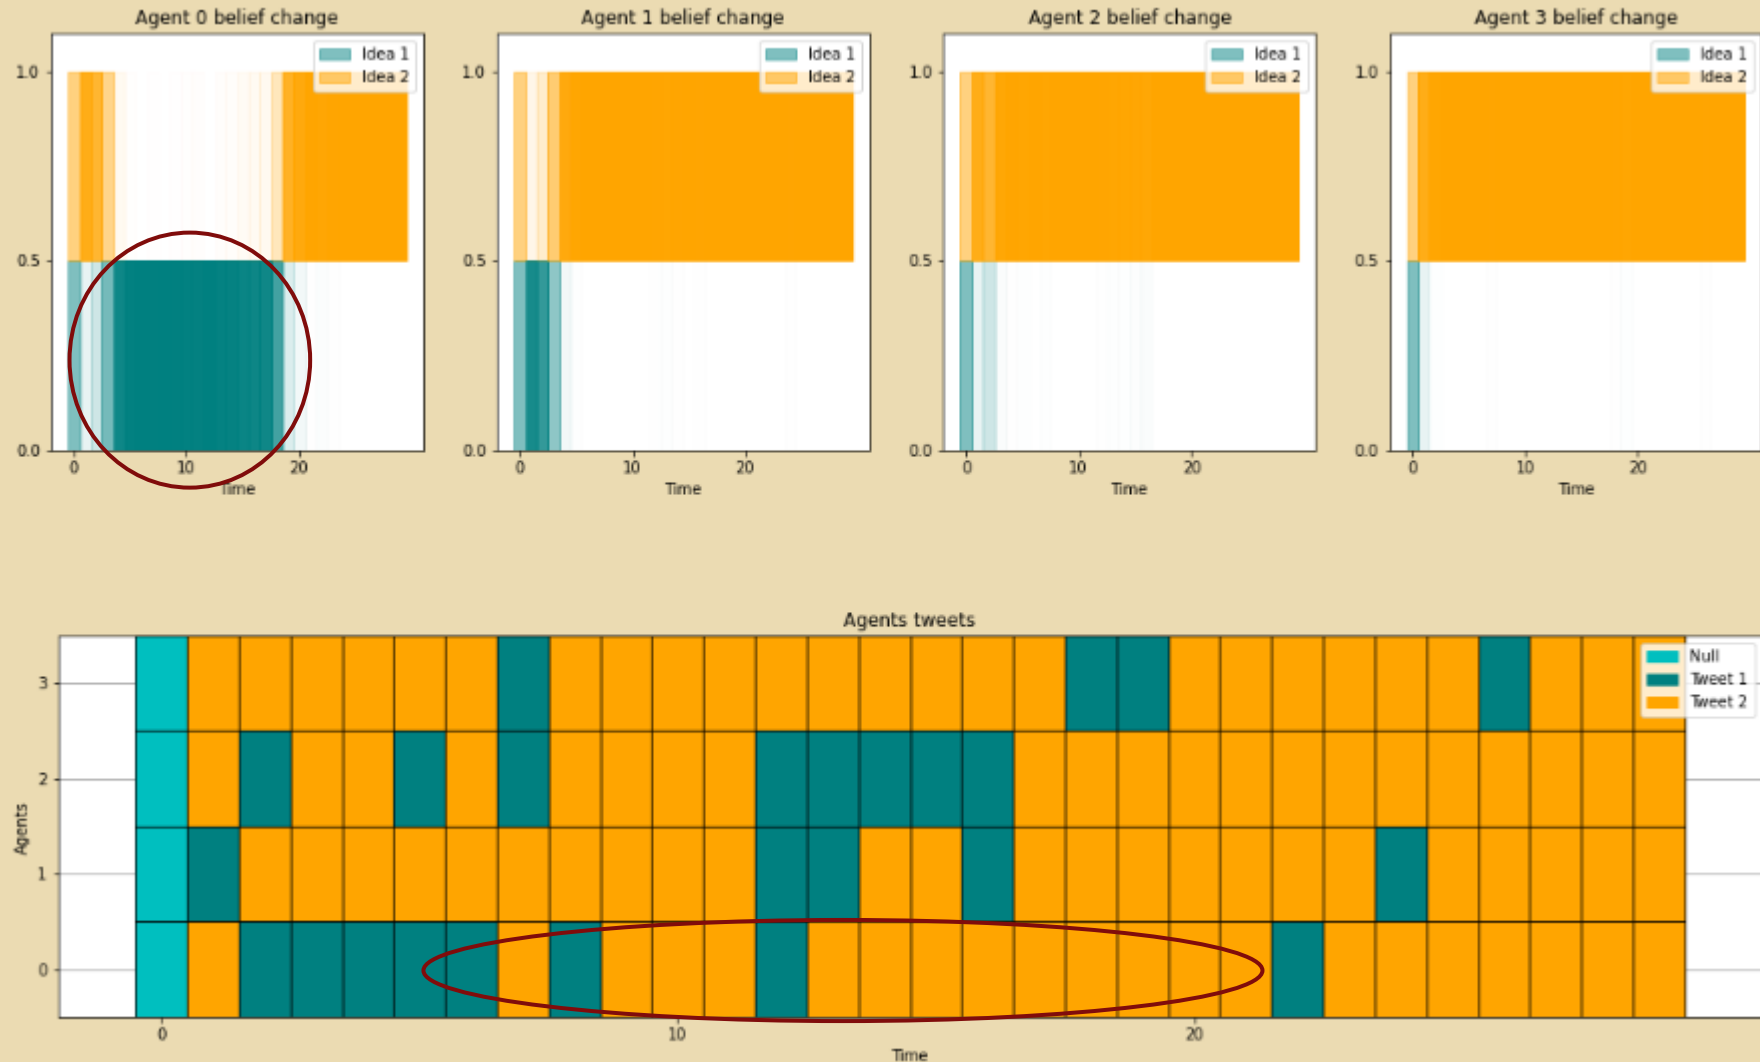 Agent 0 belief change
Idea 1
Idea 2
1.0
0.5
0.0
0 10 20
Time
Agent 1 belief change
Idea 1
Idea 2
1.0
0.5
0.0
0 10 20
Time
Agent 2 belief change
Idea 1
Idea 2
1.0
0.5
0.0
0 10 20
Time
Agent 3 belief change
Idea 1
Idea 2
1.0
0.5
0.0
0 10 20
Time
Agents tweets
Null
Tweet 1
Tweet 2
Agents
3
2
1
0
0 10 20
Time